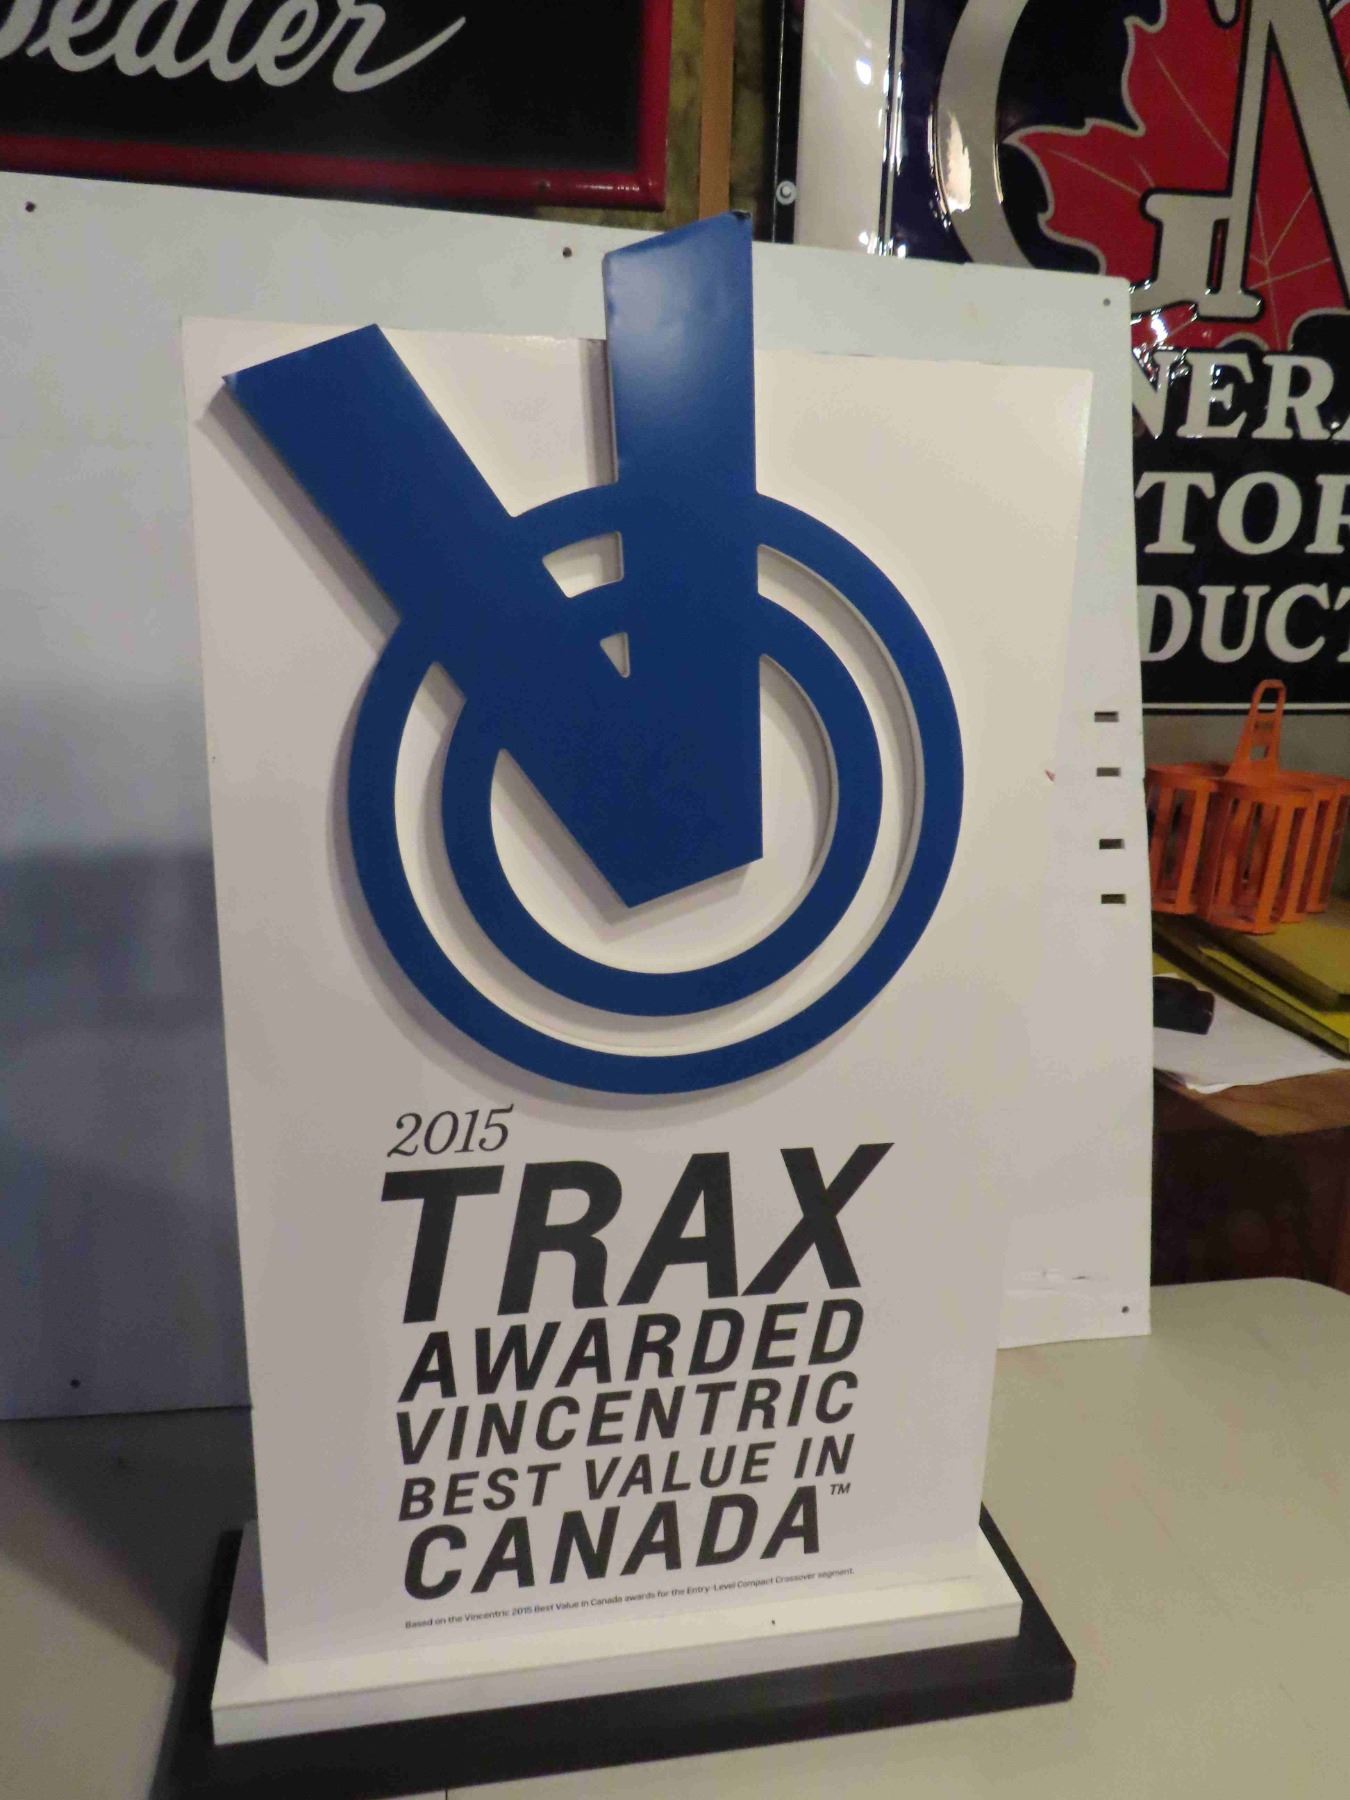 Dealer
2015
TRAX
AWARDED
VINCENTRIC
BEST VALUE IN
CANADA™
Based on the Vincentric 2015 Best Value in Canada awards for the Entry-Level Compact Crossover segment.